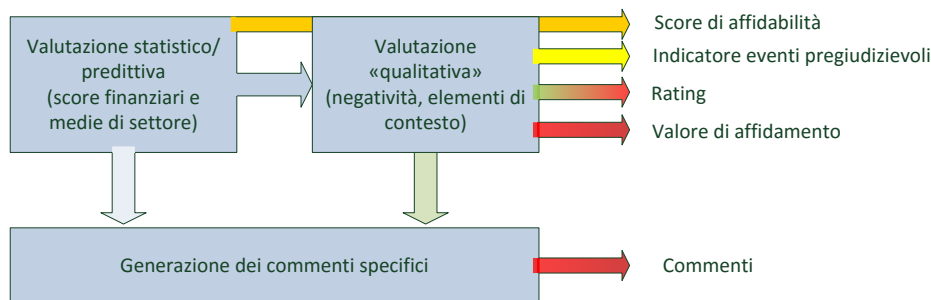 Valutazione statistico/
predittiva
(score finanziari e
medie di settore)
Valutazione
«qualitativa»
(negatività, elementi di
contesto)
Score di affidabilità
Indicatore eventi pregiudizievoli
Rating
Valore di affidamento
Generazione dei commenti specifici
Commenti